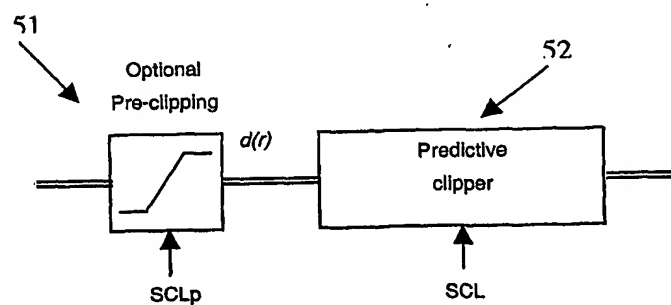 51
52
Optional
Pre-clipping
d(r)
Predictive
clipper
SCLp
SCL